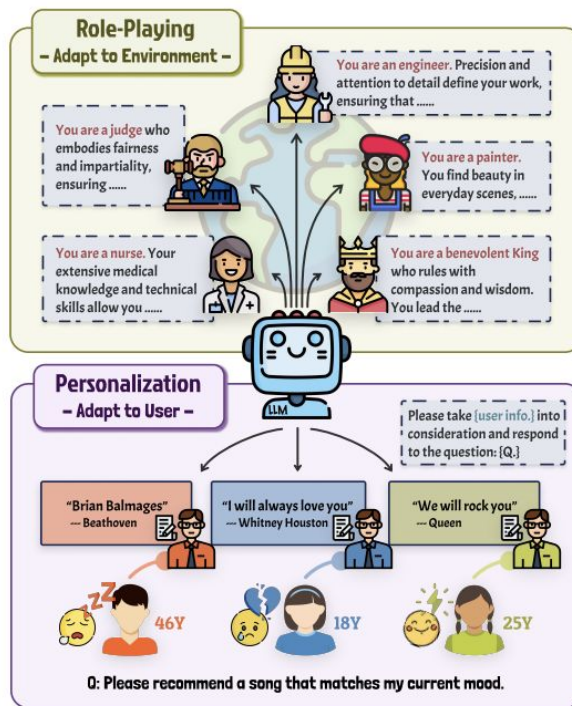 Role-Playing
– Adapt to Environment –
You are an engineer. Precision and
attention to detail define your work,
ensuring that ......
You are a judge who
embodies fairness
and impartiality,
ensuring ......
You are a painter.
You find beauty in
everyday scenes, ......
You are a nurse. Your
extensive medical
knowledge and technical
skills allow you ......
You are a benevolent King
who rules with
compassion and wisdom.
You lead the ......
LLM
Personalization
– Adapt to User –
Please take {user info.} into
consideration and respond
to the question: {Q.}
“Brian Balmages”
--- Beathoven
“I will always love you”
--- Whitney Houston
“We will rock you”
--- Queen
zzz
46Y
18Y
25Y
Q: Please recommend a song that matches my current mood.